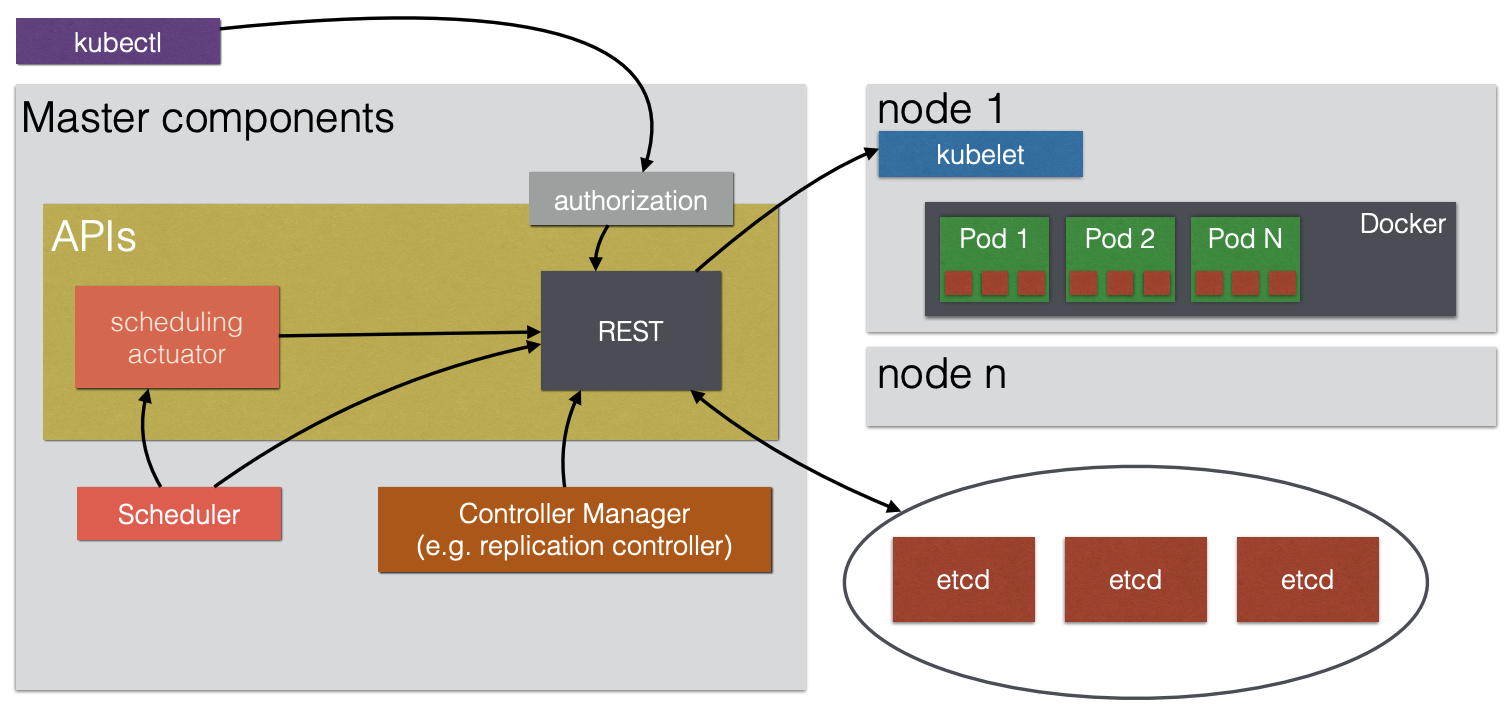 kubectl
Master components
authorization
APIs
scheduling
actuator
REST
Scheduler
Controller Manager
(e.g. replication controller)
node 1
kubelet
Docker
Pod 1
Pod 2
Pod N
node n
etcd
etcd
etcd